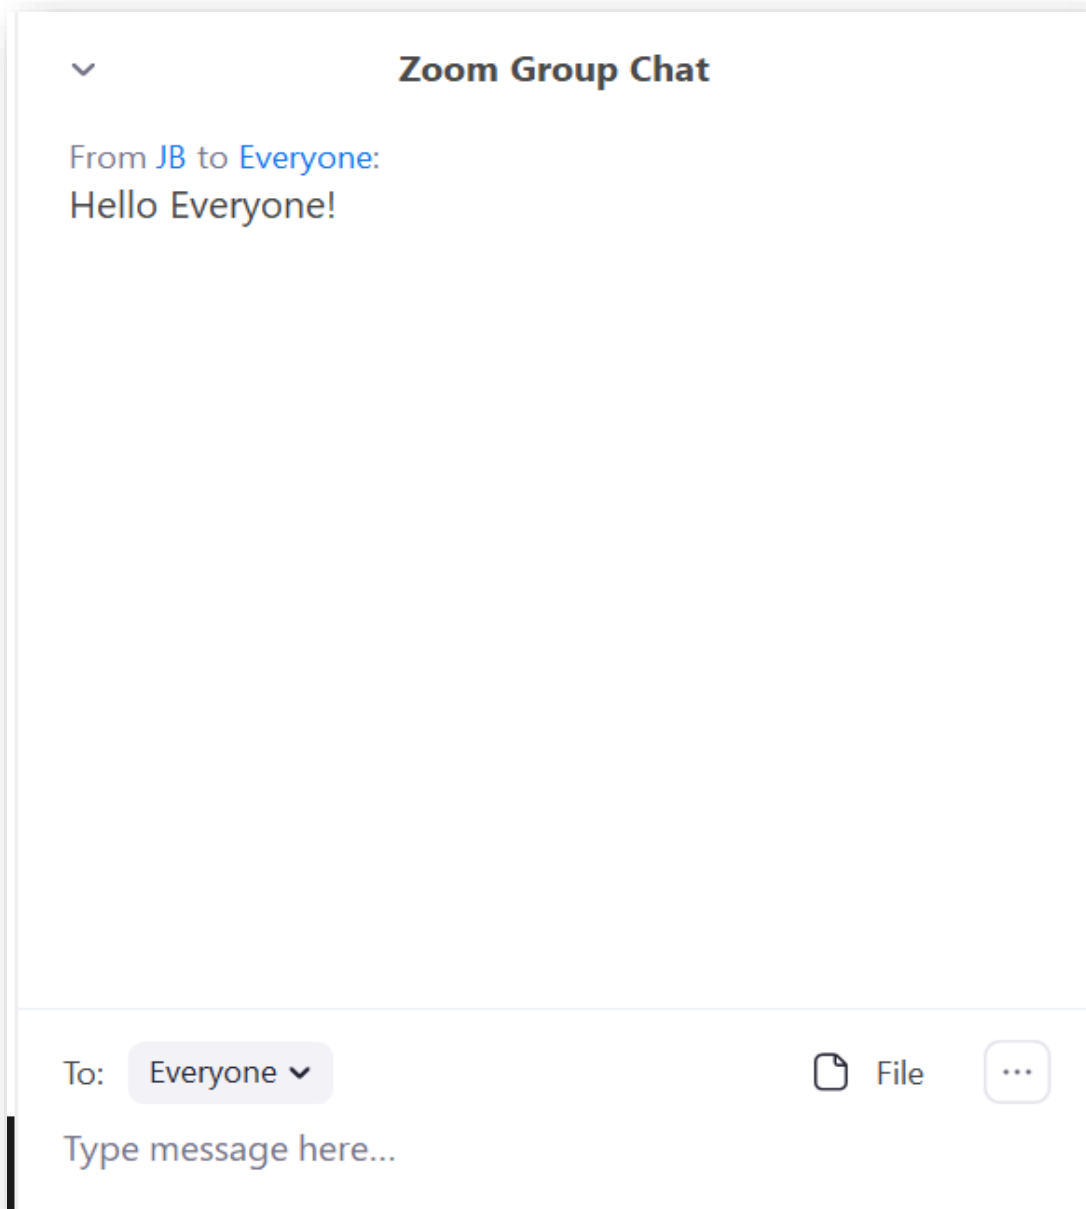 Zoom Group Chat
From JB to Everyone:
Hello Everyone!
To: Everyone File
Type message here...